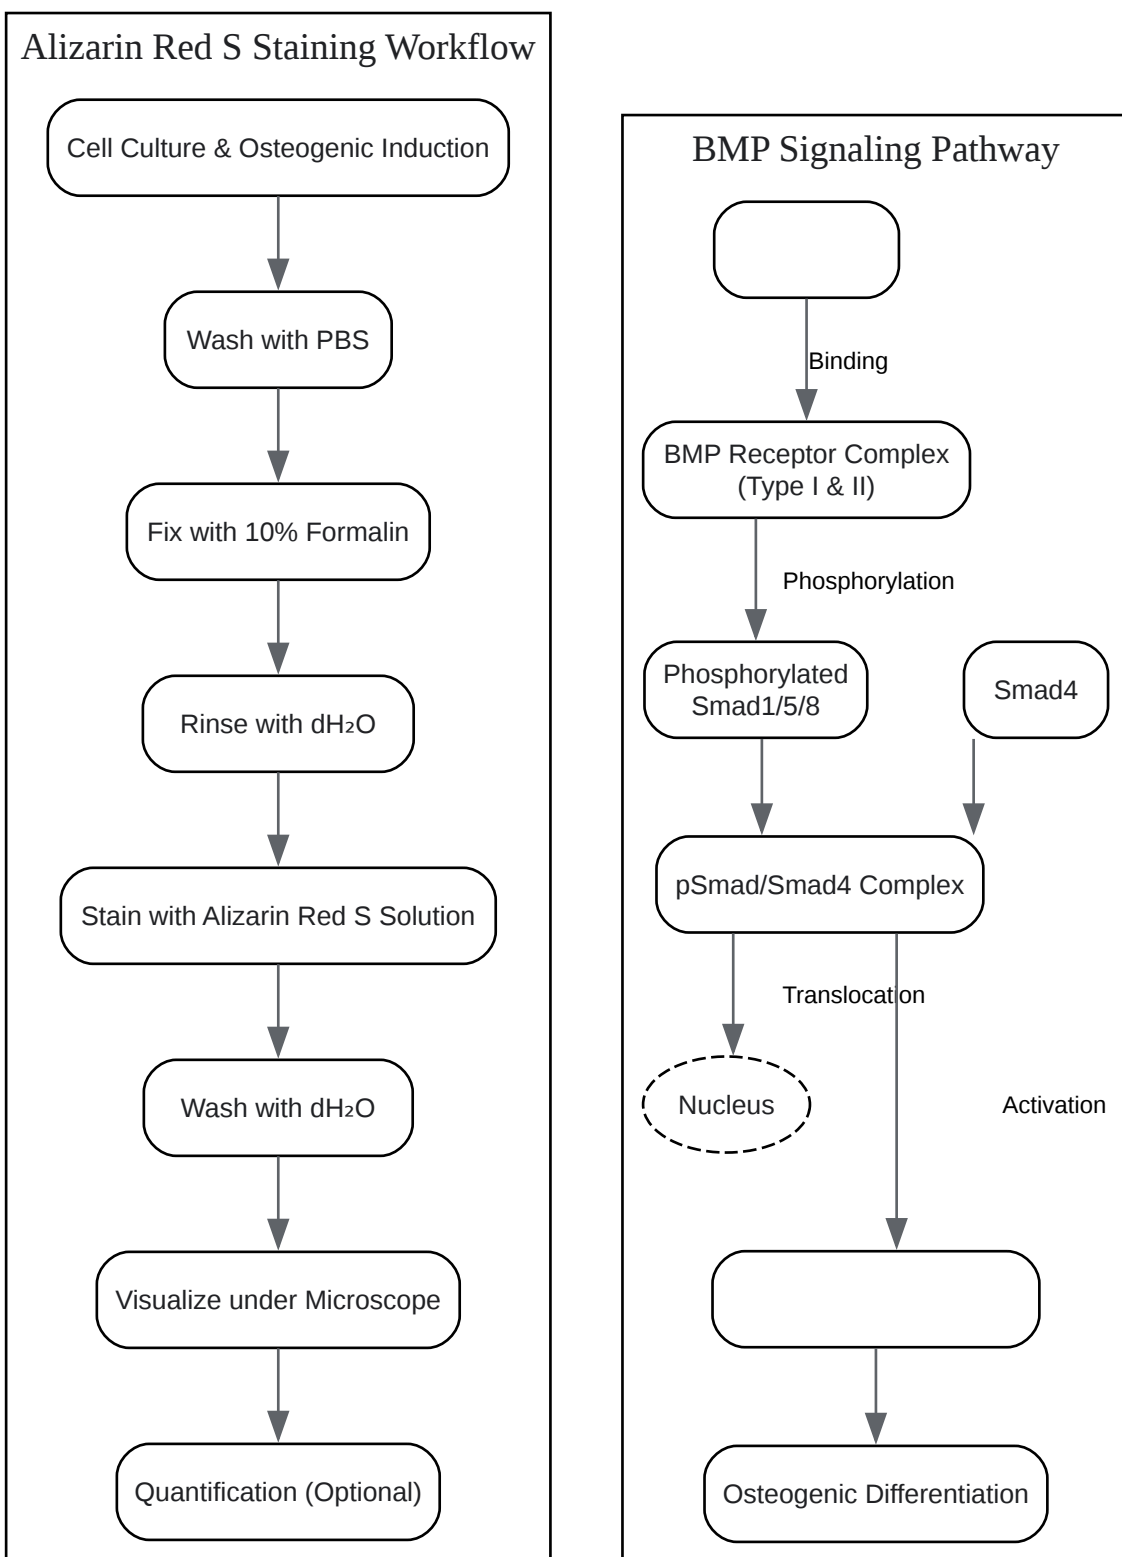 Alizarin Red S Staining Workflow
Cell Culture & Osteogenic Induction
Wash with PBS
Fix with 10% Formalin
Rinse with dH₂O
Stain with Alizarin Red S Solution
Wash with dH₂O
Visualize under Microscope
Quantification (Optional)
BMP Signaling Pathway
Binding
BMP Receptor Complex
(Type I & II)
Phosphorylation
Phosphorylated
Smad1/5/8
Smad4
pSmad/Smad4 Complex
Translocation
Nucleus
Activation
Osteogenic Differentiation